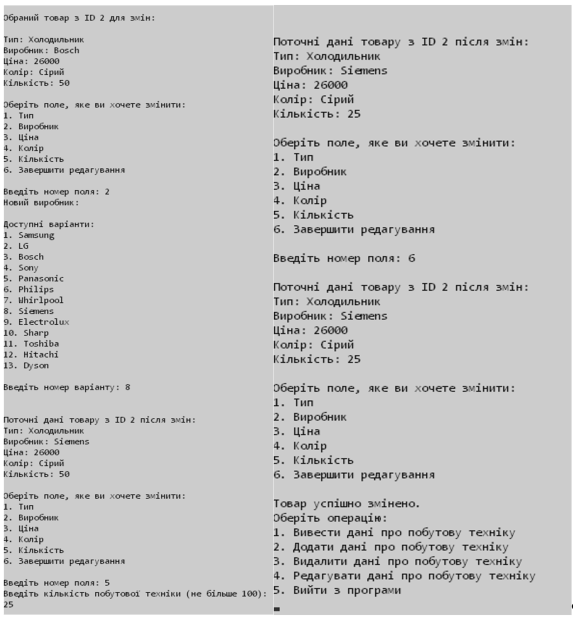 Обраний товар з ID 2 для змін:
Тип: Холодильник
Виробник: Bosch
Ціна: 26000
Колір: Сірий
Кількість: 50
Оберіть поле, яке ви хочете змінити:
1. Тип
2. Виробник
3. Ціна
4. Колір
5. Кількість
6. Завершити редагування
Введіть номер поля: 2
Новий виробник:
Доступні варіанти:
1. Samsung
2. LG
3. Bosch
4. Sony
5. Panasonic
6. Philips
7. Whirlpool
8. Siemens
9. Electrolux
10. Sharp
11. Toshiba
12. Hitachi
13. Dyson
Введіть номер варіанту: 8
Поточні дані товару з ID 2 після змін:
Тип: Холодильник
Виробник: Siemens
Ціна: 26000
Колір: Сірий
Кількість: 50
Оберіть поле, яке ви хочете змінити:
1. Тип
2. Виробник
3. Ціна
4. Колір
5. Кількість
6. Завершити редагування
Введіть номер поля: 5
Введіть кількість побутової техніки (не більше 100):
25
Поточні дані товару з ID 2 після змін:
Тип: Холодильник
Виробник: Siemens
Ціна: 26000
Колір: Сірий
Кількість: 25
Оберіть поле, яке ви хочете змінити:
1. Тип
2. Виробник
3. Ціна
4. Колір
5. Кількість
6. Завершити редагування
Введіть номер поля: 6
Поточні дані товару з ID 2 після змін:
Тип: Холодильник
Виробник: Siemens
Ціна: 26000
Колір: Сірий
Кількість: 25
Оберіть поле, яке ви хочете змінити:
1. Тип
2. Виробник
3. Ціна
4. Колір
5. Кількість
6. Завершити редагування
Товар успішно змінено.
Оберіть операцію:
1. Вивести дані про побутову техніку
2. Додати дані про побутову техніку
3. Видалити дані про побутову техніку
4. Редагувати дані про побутову техніку
5. Вийти з програми